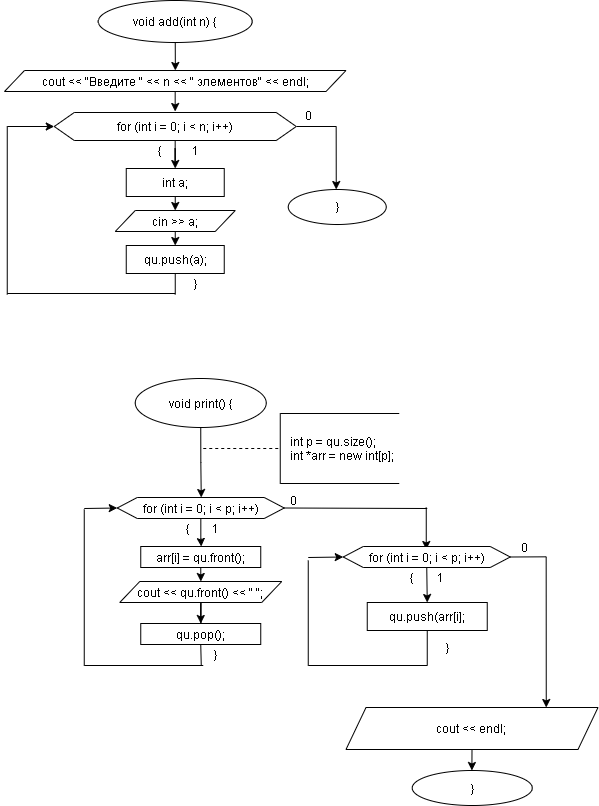 void add(int n) {
cout << "Введите " << n << " элементов" << endl;
for (int i = 0; i < n; i++)
0
{ 1
int a;
cin >> a;
}
qu.push(a);
}
void print() {
int p = qu.size();
int *arr = new int[p];
for (int i = 0; i < p; i++)
0
{ 1
arr[i] = qu.front();
cout << qu.front() << " ";
qu.pop();
}
for (int i = 0; i < p; i++)
0
{ 1
qu.push(arr[i];
}
cout << endl;
}